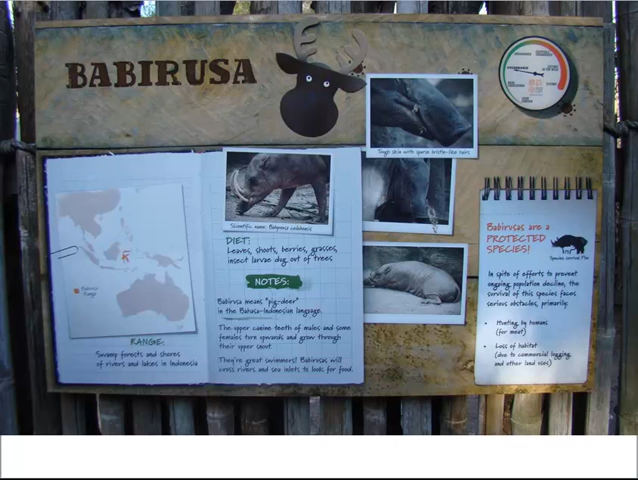 BABIRUSA
Tough skin with sparse bristle-like hairs
Scientific name: Babyrousa
DIET:
Leaves, shoots, berries, grasses,
insect larvae dug out of trees
NOTES:
Babirusa means "pig-deer"
in the Bahasa-Indonesian language.
The upper canine teeth of males and some
females turn upwards and grow through
their upper snout.
They're great swimmers! Babirusas will
cross rivers and sea inlets to look for food.
Babirusa
Range
RANGE:
Swamp forests and shores
of rivers and lakes in Indonesia
Babirusas are a
PROTECTED
SPECIES!
Species Survival Plan
In spite of efforts to prevent
ongoing population decline, the
survival of this species faces
serious obstacles, primarily:
• Hunting by humans
(for meat)
• Loss of habitat
(due to commercial logging
and other land uses)